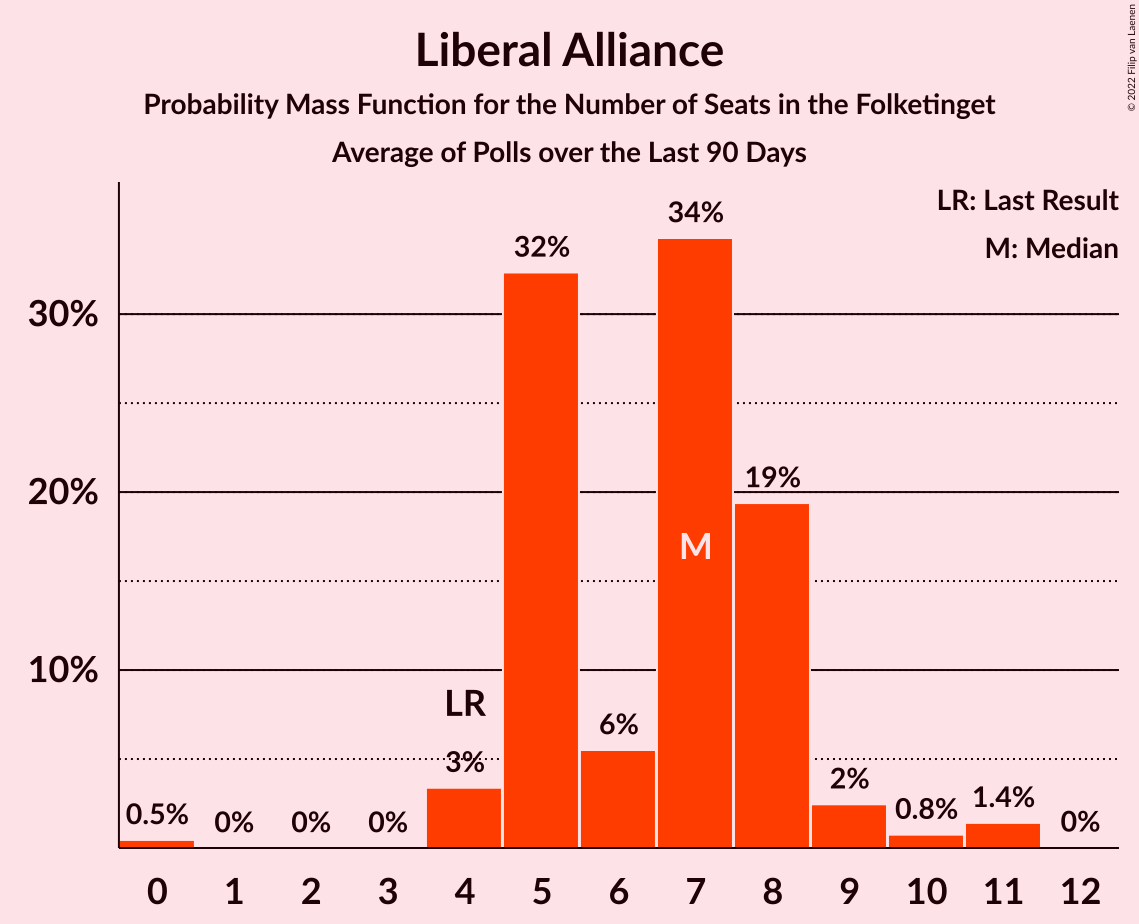 Liberal Alliance
Probability Mass Function for the Number of Seats in the Folketinget
Average of Polls over the Last 90 Days
© 2022 Filip van Laenen
LR: Last Result
M: Median
34%
32%
30%
19%
20%
M
10%
LR
6%
3%
2%
1.4%
0.8%
0.5%
0%
0%
0%
0%
0 1 2 3 4 5 6 7 8 9 10 11 12